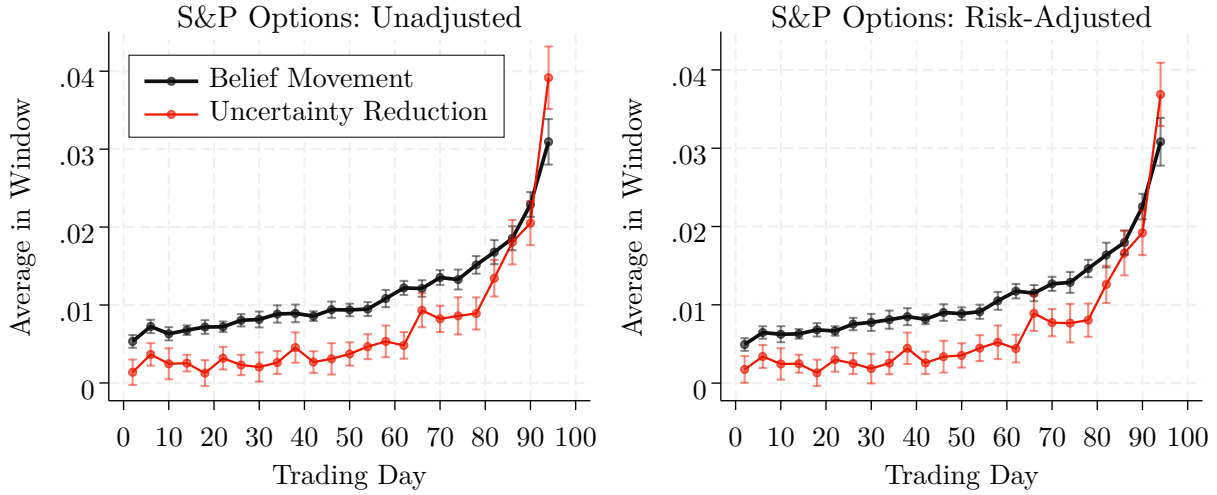 S&P Options: Unadjusted
Average in Window
.04
.03
.02
.01
0
Belief Movement
Uncertainty Reduction
0 10 20 30 40 50 60 70 80 90 100
Trading Day
S&P Options: Risk-Adjusted
Average in Window
.04
.03
.02
.01
0
0 10 20 30 40 50 60 70 80 90 100
Trading Day